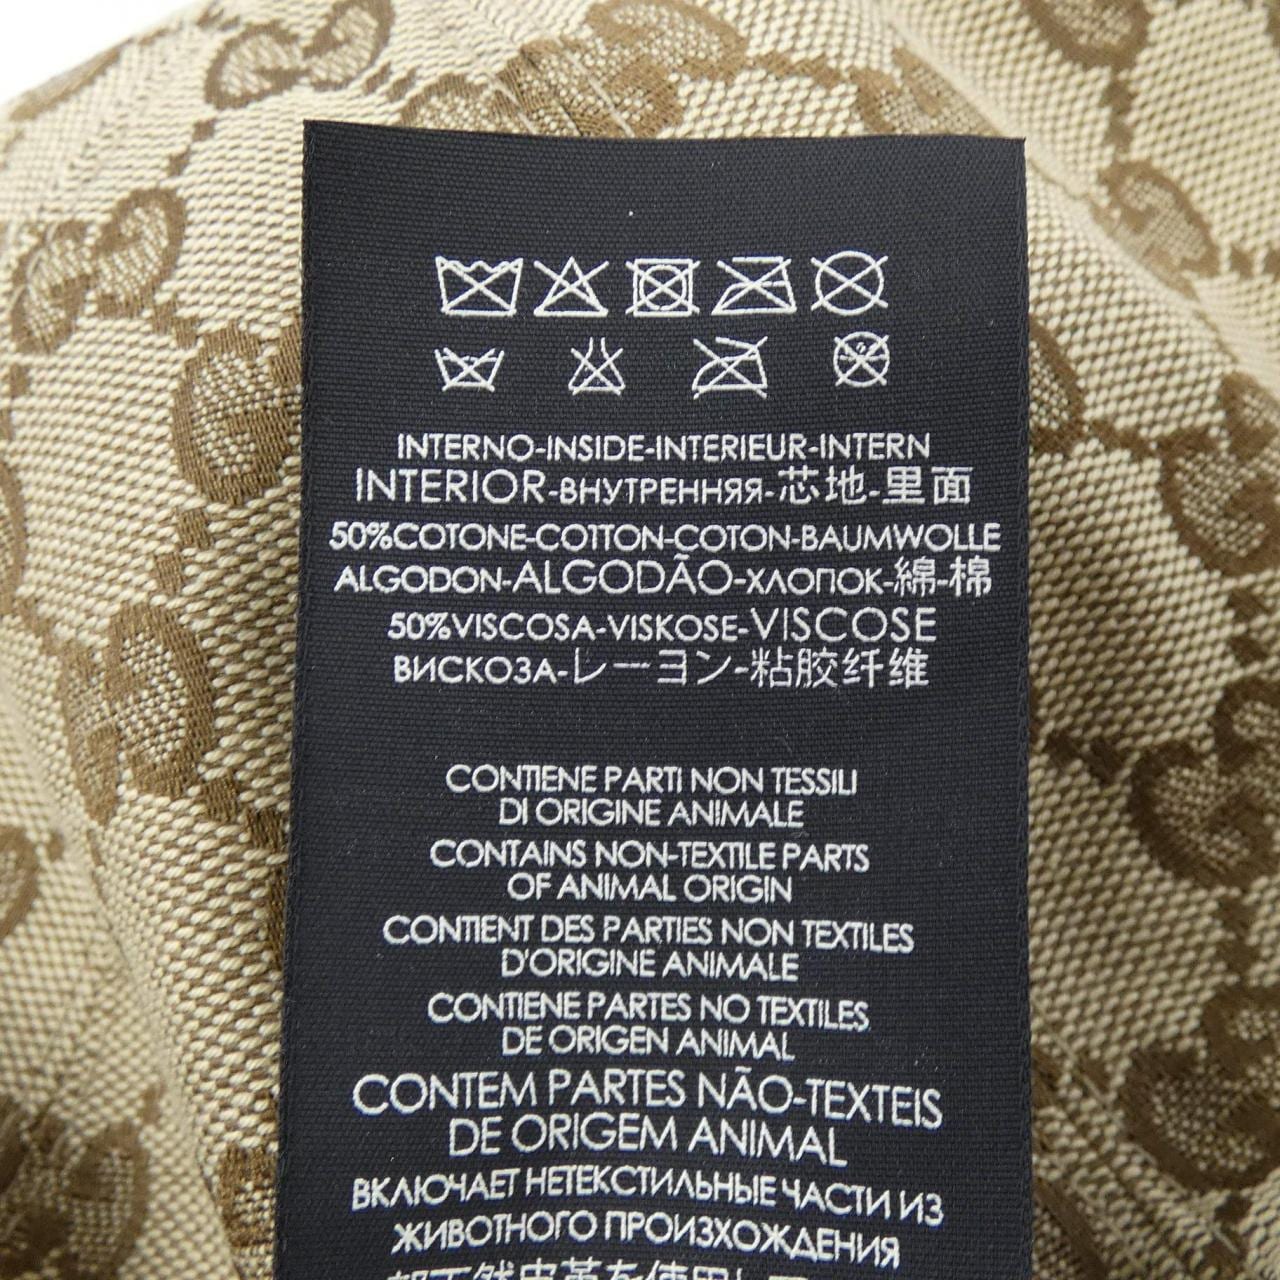 INTERNO-INSIDE-INTERIEUR-INTERN
INTERIOR-ВНУТРЕННЯЯ-芯地-里面
50%COTONE-COTTON-COTON-BAUMWOLLE
ALGODON-ALGODÃO-ХЛОПОК-綿-棉
50%VISCOSA-VISKOSE-VISCOSE
ВИСКОЗА-レーヨン-粘胶纤维
CONTIENE PARTI NON TESSILI
DI ORIGINE ANIMALE
CONTAINS NON-TEXTILE PARTS
OF ANIMAL ORIGIN
CONTIENT DES PARTIES NON TEXTILES
D'ORIGINE ANIMALE
CONTIENE PARTES NO TEXTILES
DE ORIGEN ANIMAL
CONTEM PARTES NÃO-TEXTEIS
DE ORIGEM ANIMAL
ВКЛЮЧАЕТ НЕТЕКСТИЛЬНЫЕ ЧАСТИ ИЗ
ЖИВОТНОГО ПРОИЗХОЖДАЕНИЯ